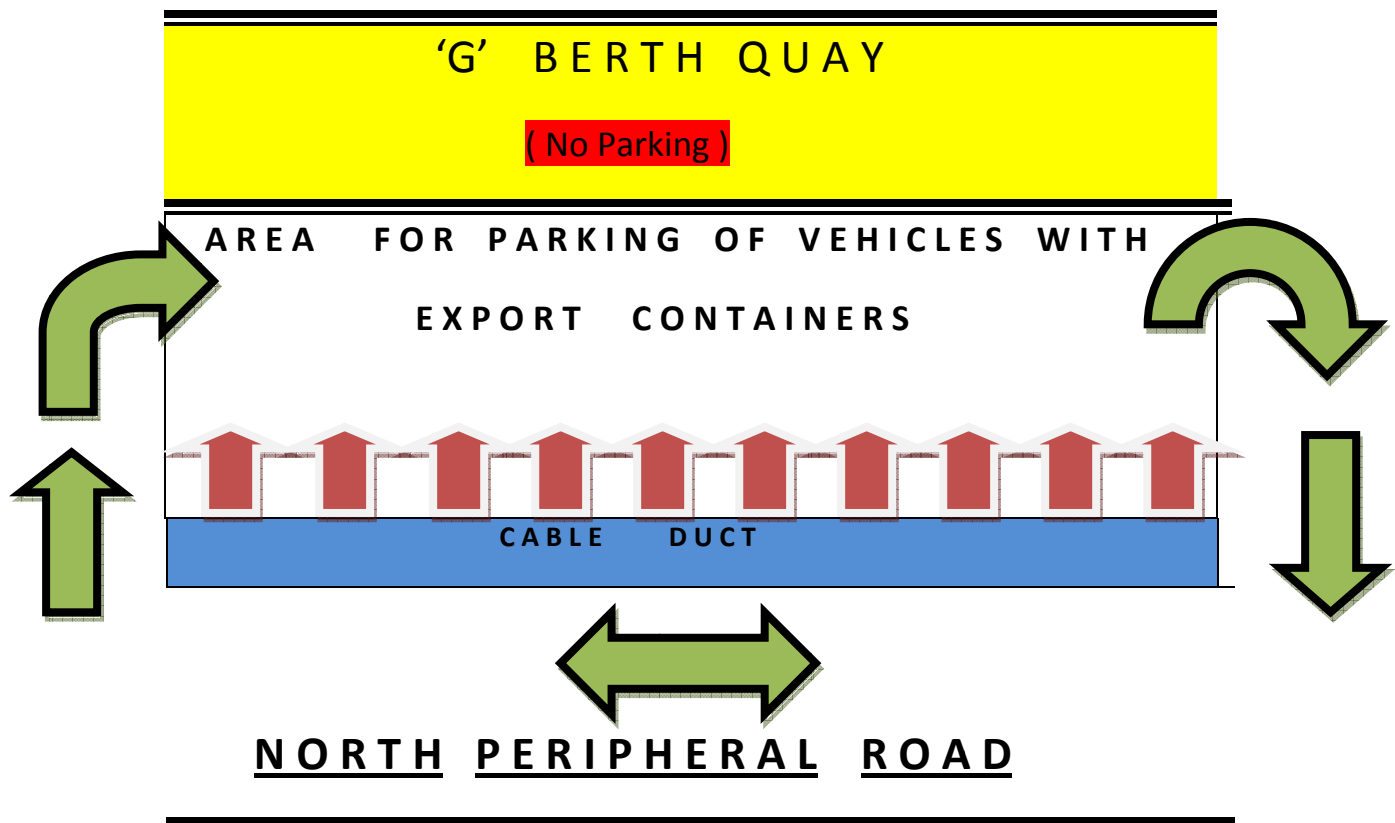 ‘G’ BERTH QUAY
( No Parking )
AREA FOR PARKING OF VEHICLES WITH
EXPORT CONTAINERS
CABLE DUCT
NORTH PERIPHERAL ROAD